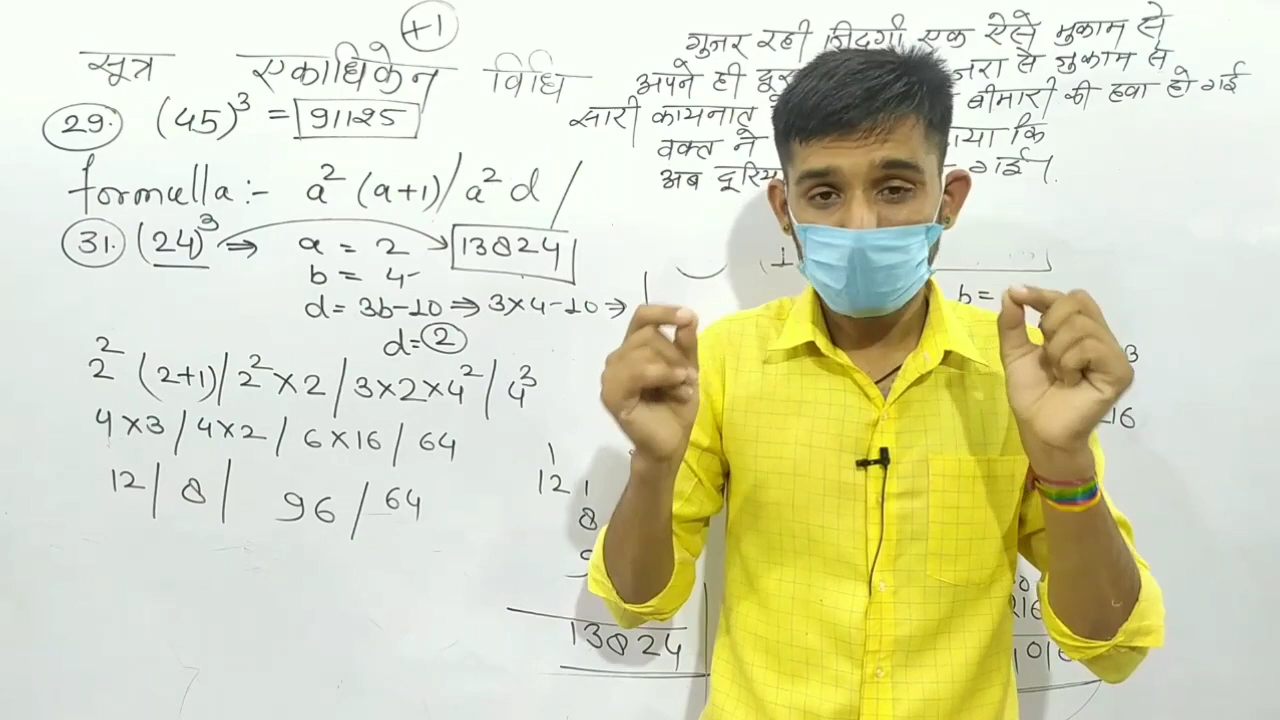 +1
सूत्र एकाधिकेन विधि
29. (45)³ = 91125
formulla :- a² (a+1) / a² d /
31. (24)³ ⇒ a = 2 13824
b = 4
d = 3b-10 ⇒ 3×4-10 ⇒
d = 2
2² (2+1) / 2² × 2 / 3×2×4² / 4³
4×3 / 4×2 / 6×16 / 64
12 / 8 / 96 / 64
गुजर रही जिंदगी एक ऐसे मुकाम से
अपने ही जरा से जुकाम से
सारी कायनात बीमारी की हवा हो गई
वक्त ने कि
अब गई।
b =
1
12 1
8
13824